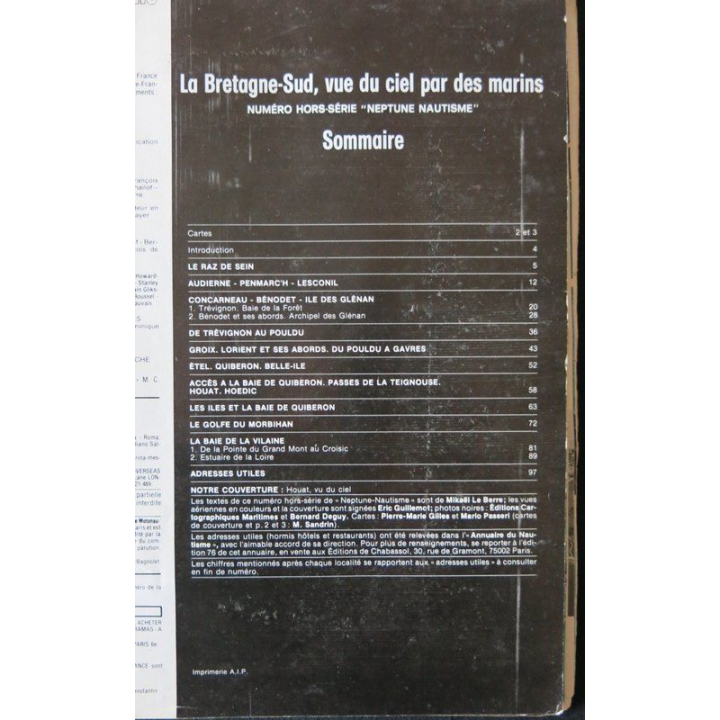 La Bretagne-Sud, vue du ciel par des marins
NUMÉRO HORS-SÉRIE "NEPTUNE NAUTISME"
Sommaire
Cartes 2 et 3
Introduction 4
LE RAZ DE SEIN 5
AUDIERNE - PENMARC'H - LESCONIL 12
CONCARNEAU - BÉNODET - ILE DES GLÉNAN
1. Trévignon. Baie de la Forêt 20
2. Bénodet et ses abords. Archipel des Glénan 28
DE TRÉVIGNON AU POULDU 36
GROIX. LORIENT ET SES ABORDS. DU POULDU A GAVRES 43
ÉTEL. QUIBERON. BELLE-ILE 52
ACCÈS A LA BAIE DE QUIBERON. PASSES DE LA TEIGNOUSE.
HOUAT. HOEDIC 58
LES ILES ET LA BAIE DE QUIBERON 63
LE GOLFE DU MORBIHAN 72
LA BAIE DE LA VILAINE
1. De la Pointe du Grand Mont au Croisic 81
2. Estuaire de la Loire 89
ADRESSES UTILES 97
NOTRE COUVERTURE : Houat, vu du ciel
Les textes de ce numéro hors-série de « Neptune-Nautisme » sont de Mikaël Le Berre ; les vues
aériennes en couleurs et la couverture sont signées Eric Guillemot ; photos noires : Éditions Car-
tographiques Maritimes et Bernard Deguy. Cartes : Pierre-Marie Gilles et Mario Passeri (cartes
de couverture et p. 2 et 3 : M. Sandrin).
Les adresses utiles (hormis hôtels et restaurants) ont été relevées dans l'« Annuaire du Nau-
tisme », avec l'aimable accord de sa direction. Pour plus de renseignements, se reporter à l'édi-
tion 76 de cet annuaire, en vente aux Éditions de Chabassol, 30, rue de Gramont, 75002 Paris.
Les chiffres mentionnés après chaque localité se rapportent aux « adresses utiles » à consulter
en fin de numéro.
Imprimerie A.I.P.